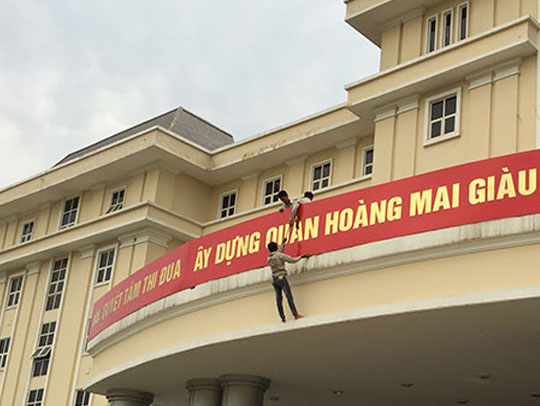 QUYẾT TÂM THI ĐUA ÂY DỰNG QUẬN HOÀNG MAI GIÀU